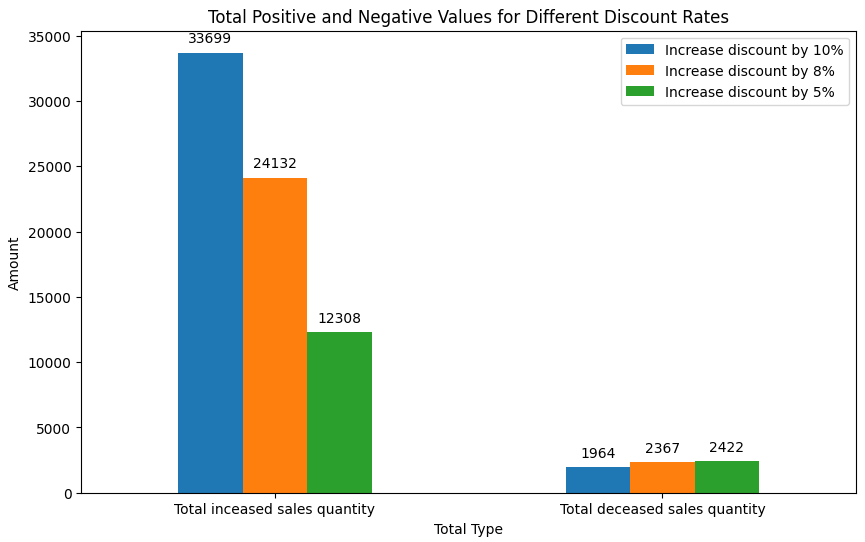 Total Positive and Negative Values for Different Discount Rates
Increase discount by 10%
Increase discount by 8%
Increase discount by 5%
35000
30000
25000
20000
15000
10000
5000
0
Amount
33699
24132
12308
1964
2367
2422
Total inceased sales quantity
Total deceased sales quantity
Total Type